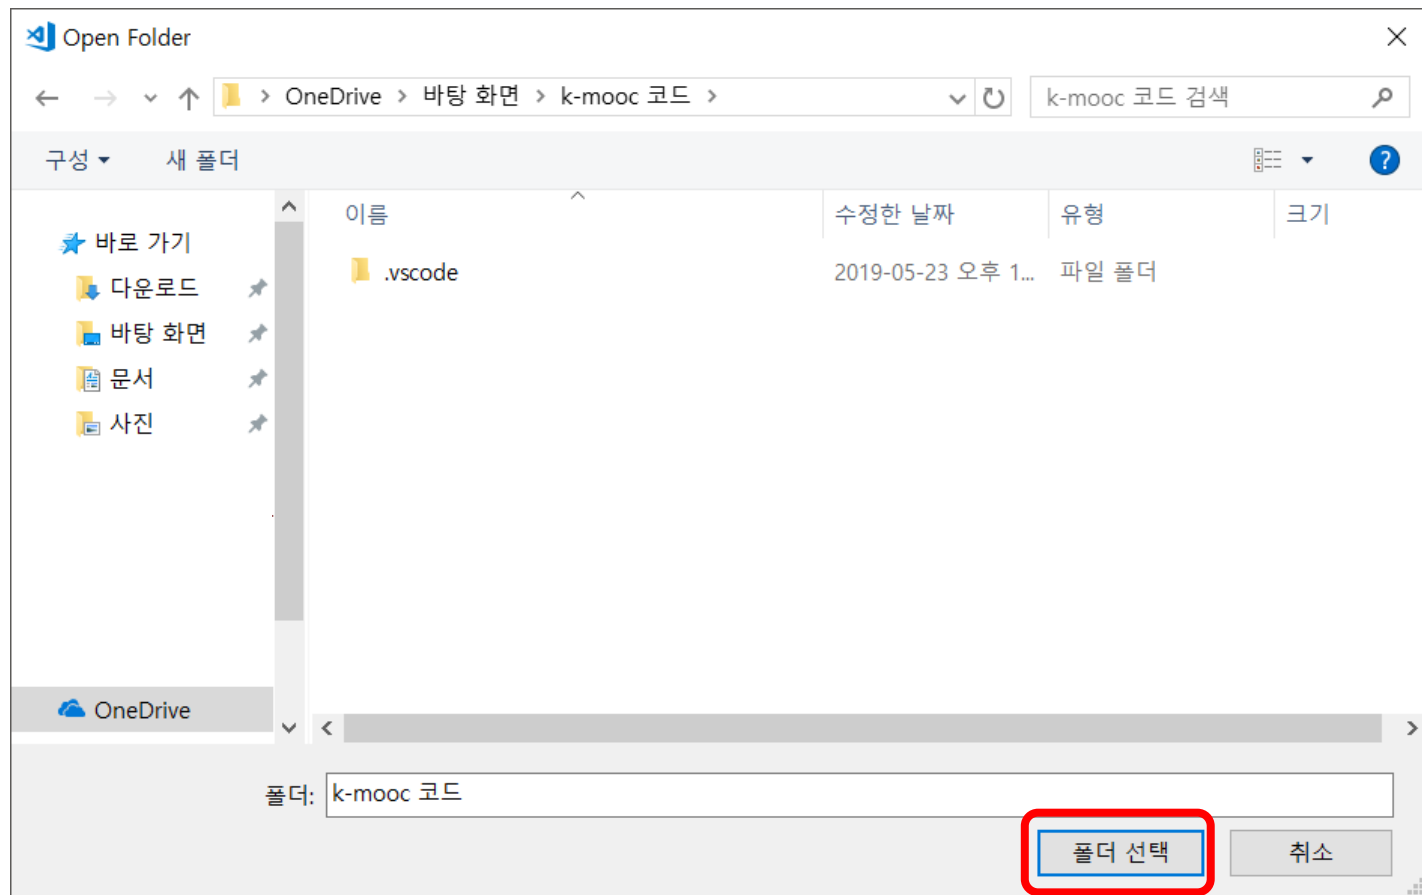 Open Folder
OneDrive > 바탕 화면 > k-mooc 코드 >
k-mooc 코드 검색
구성
새 폴더
이름
수정한 날짜
유형
크기
바로 가기
.vscode
2019-05-23 오후 1...
파일 폴더
다운로드
바탕 화면
문서
사진
OneDrive
폴더: k-mooc 코드
폴더 선택
취소